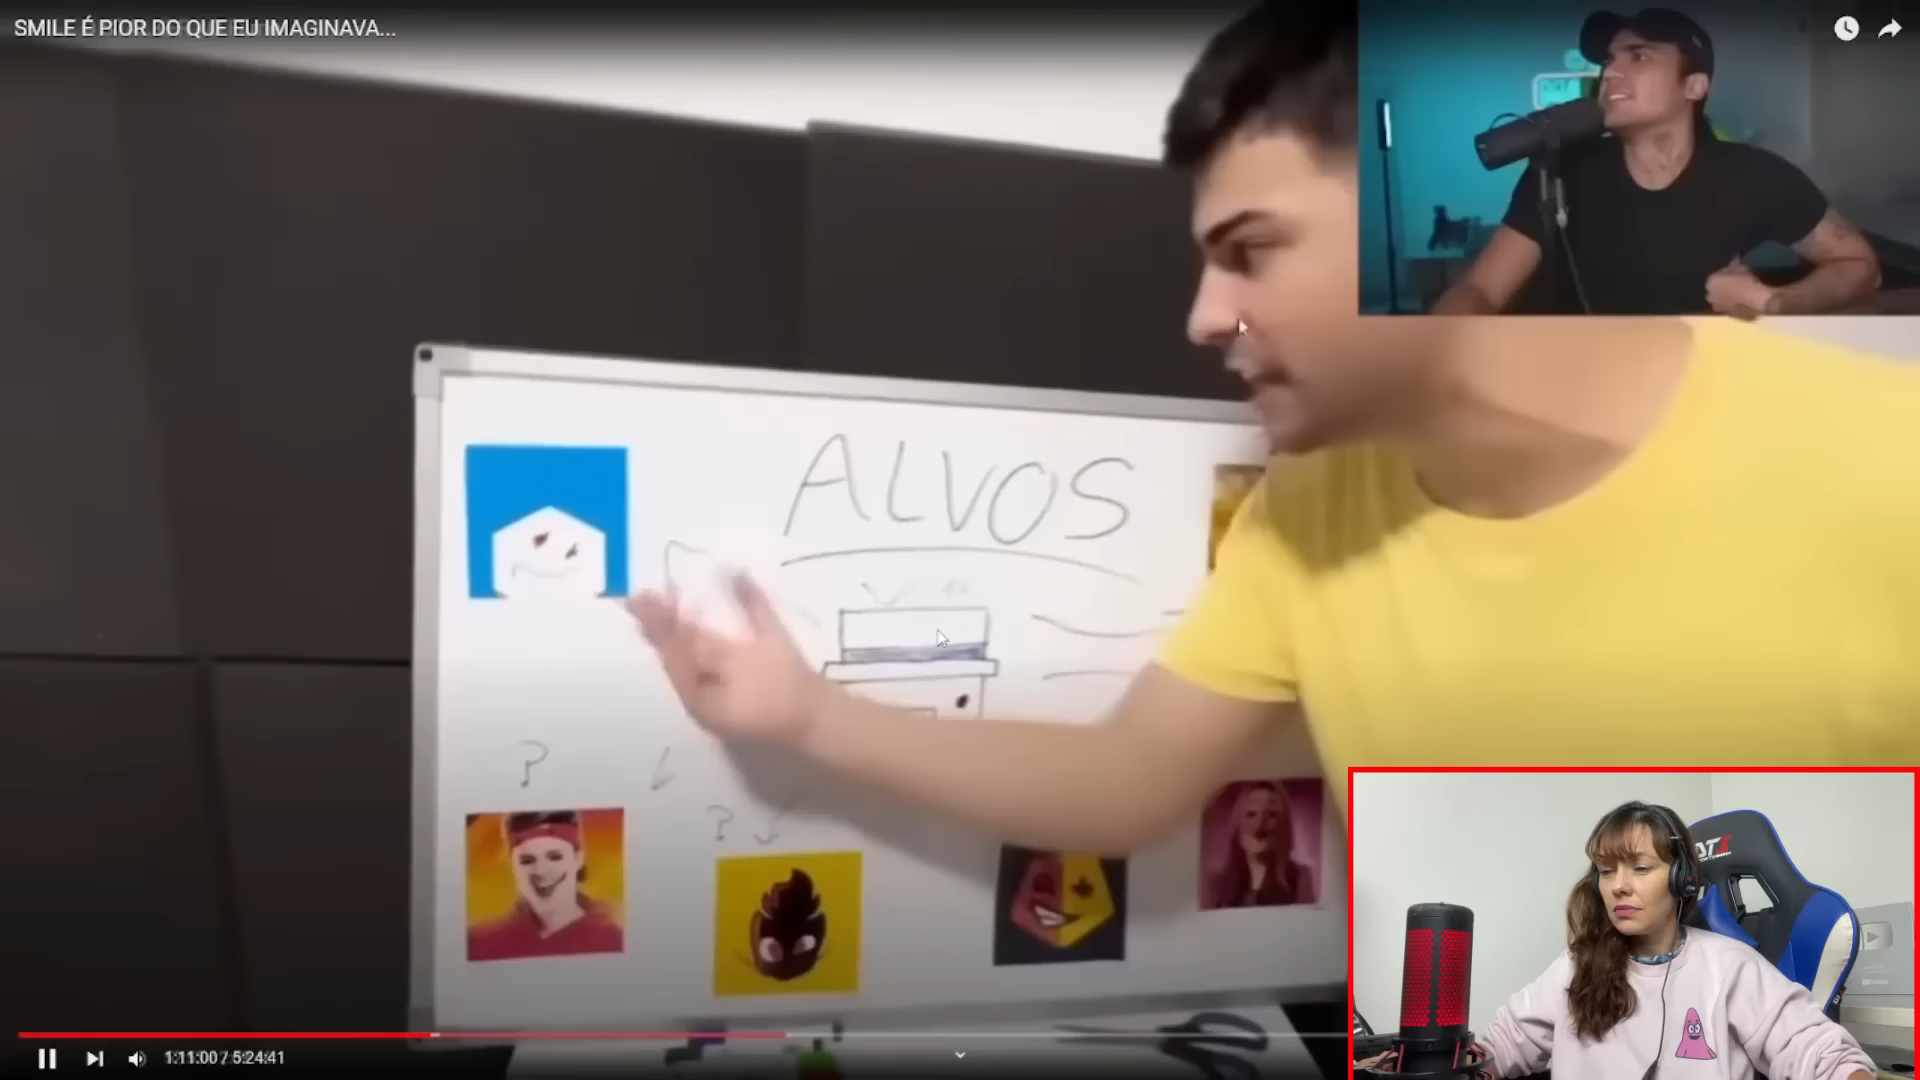 SMILE É PIOR DO QUE EU IMAGINAVA...
ALVOS
?
?
1:11:00 / 5:24:41